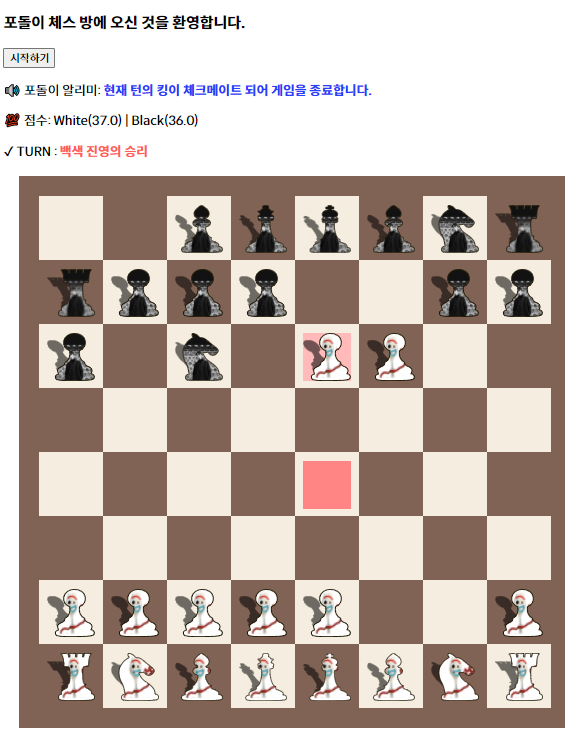 포돌이 체스 방에 오신 것을 환영합니다.
시작하기
🔊 포돌이 알리미: 현재 턴의 킹이 체크메이트 되어 게임을 종료합니다.
💯 점수: White(37.0) | Black(36.0)
✓ TURN : 백색 진영의 승리